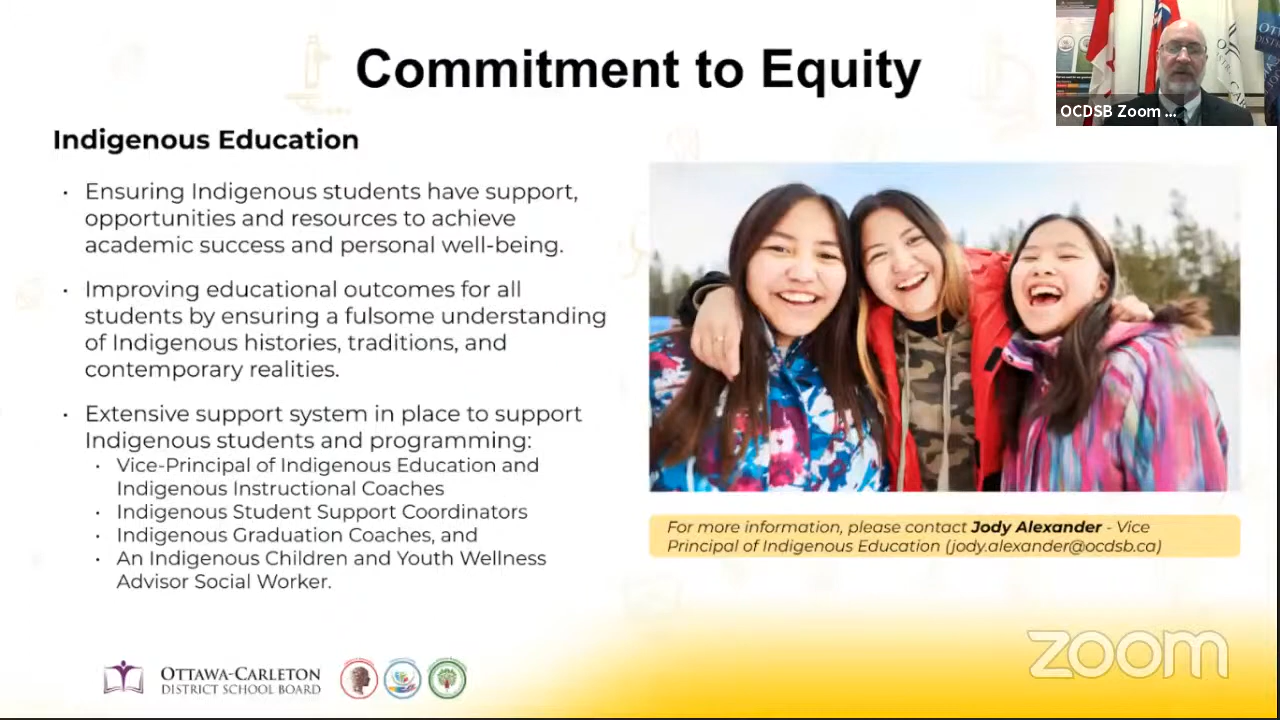 Commitment to Equity
OCDSB Zoom ...
Indigenous Education
• Ensuring Indigenous students have support,
opportunities and resources to achieve
academic success and personal well-being.
• Improving educational outcomes for all
students by ensuring a fulsome understanding
of Indigenous histories, traditions, and
contemporary realities.
• Extensive support system in place to support
Indigenous students and programming:
• Vice-Principal of Indigenous Education and
Indigenous Instructional Coaches
• Indigenous Student Support Coordinators
• Indigenous Graduation Coaches, and
• An Indigenous Children and Youth Wellness
Advisor Social Worker.
For more information, please contact Jody Alexander - Vice
Principal of Indigenous Education (jody.alexander@ocdsb.ca)
OTTAWA-CARLETON
DISTRICT SCHOOL BOARD
zoom